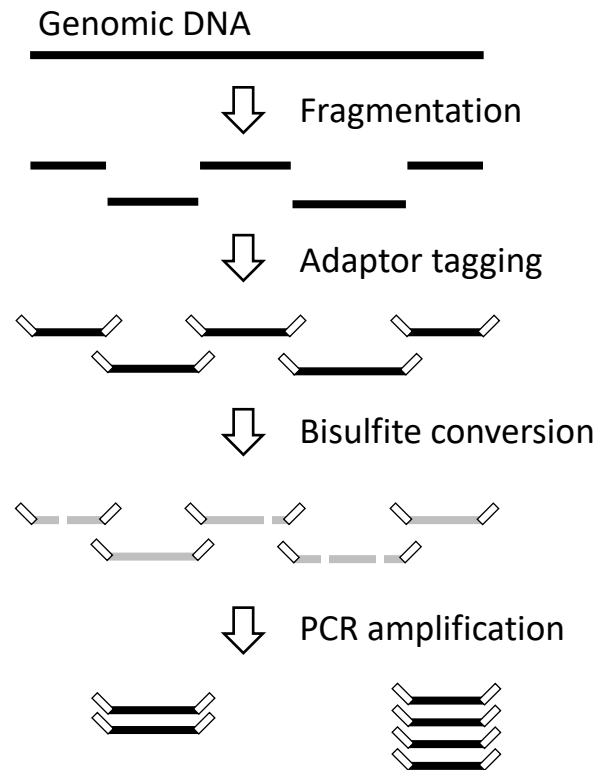 Genomic DNA
Fragmentation
Adaptor tagging
Bisulfite conversion
PCR amplification